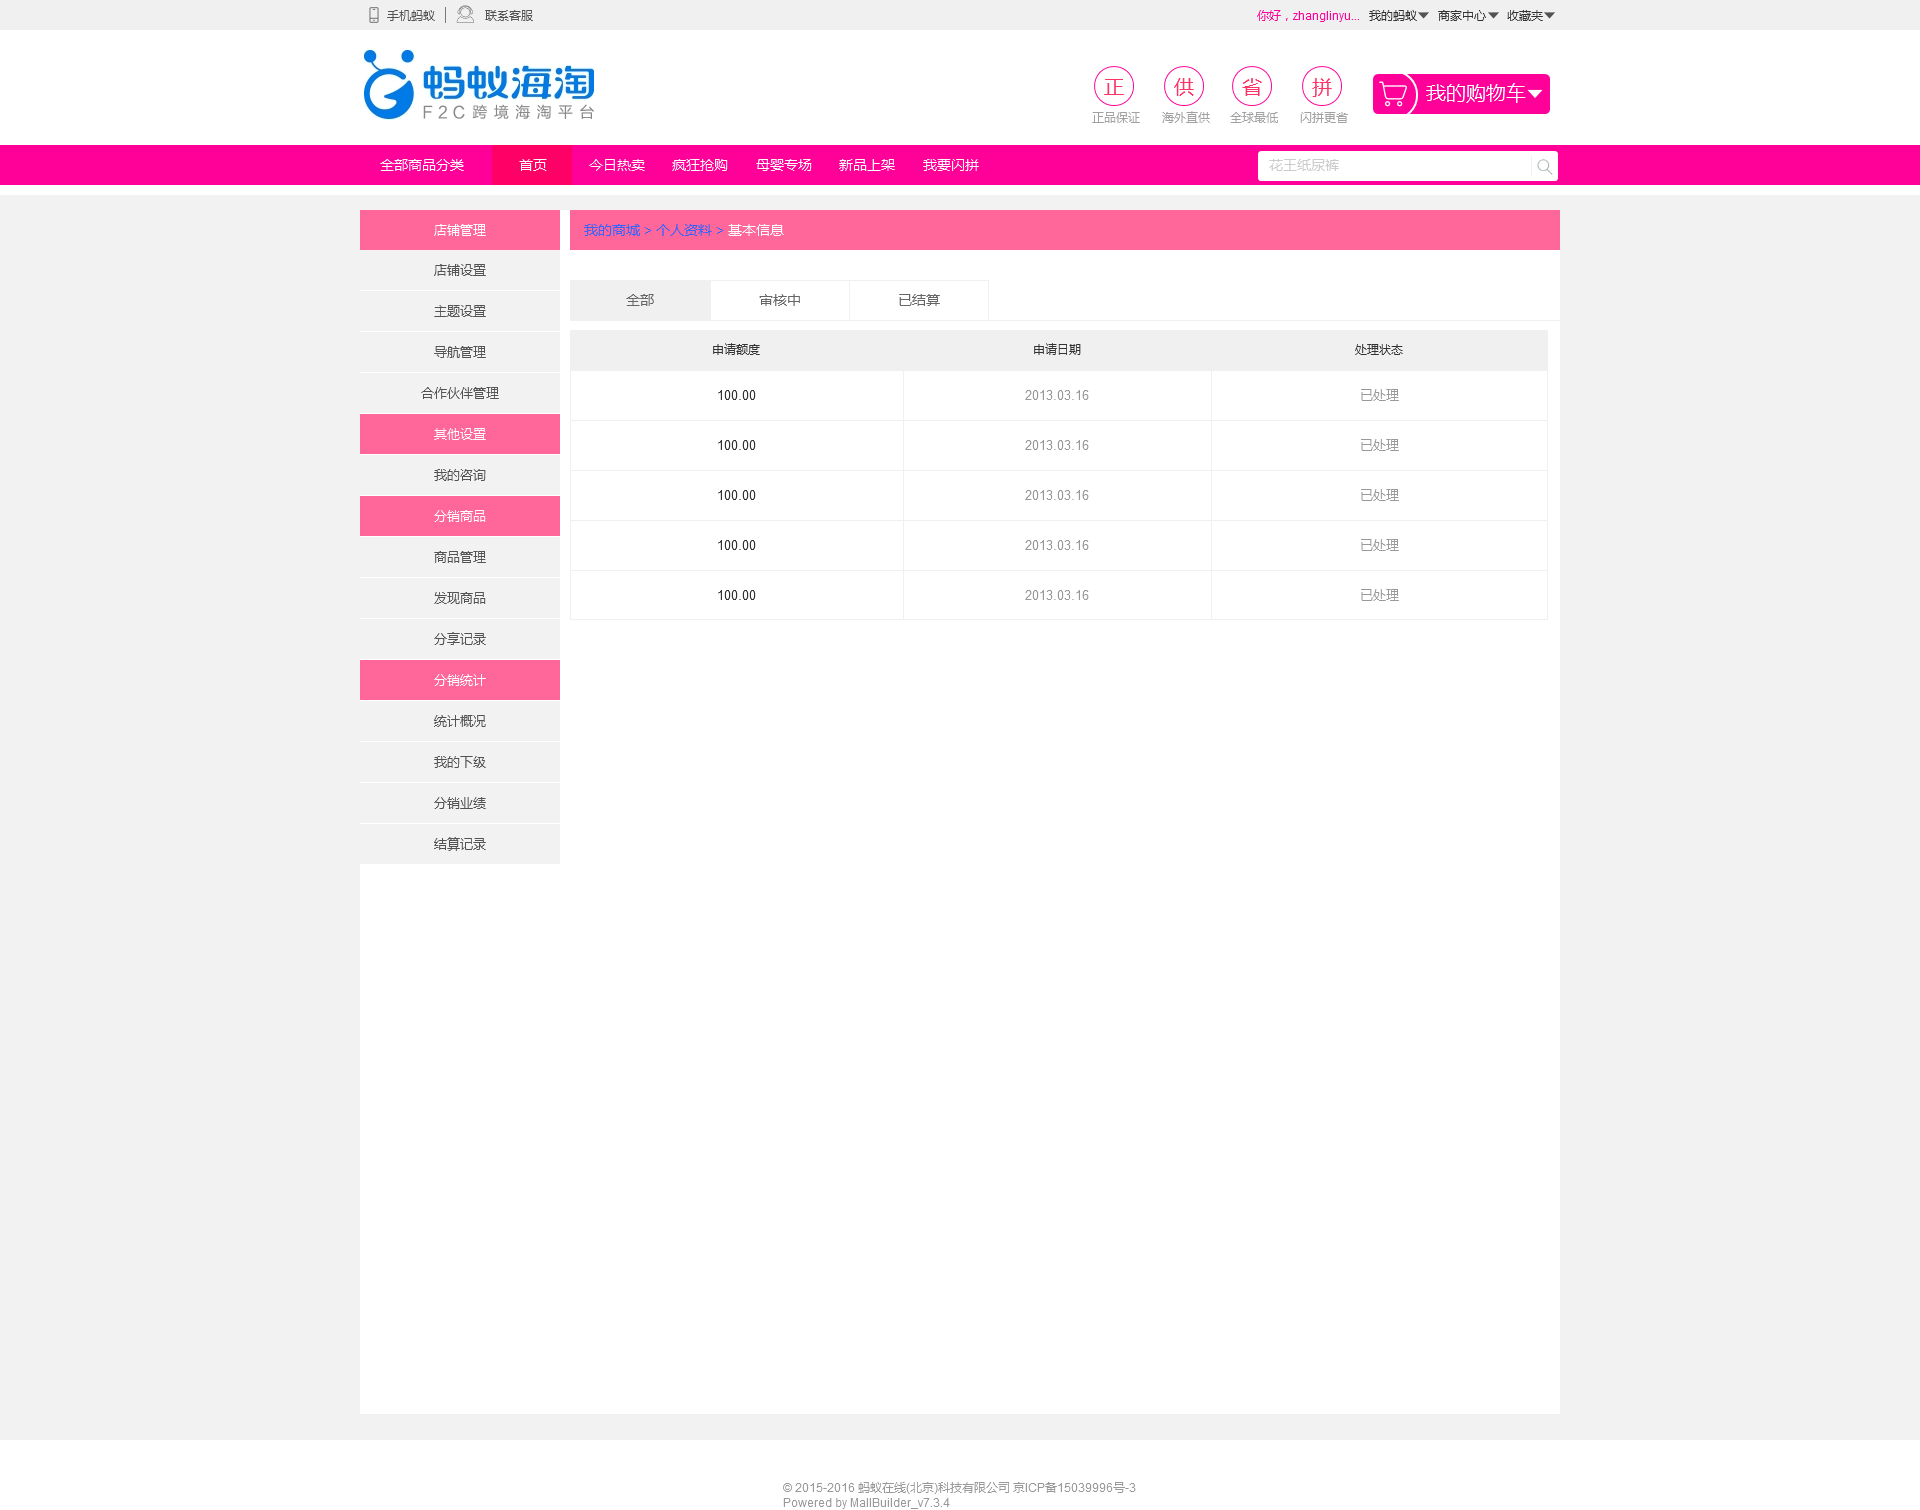 手机蚂蚁 联系客服 你好，zhanglinyu... 我的蚂蚁 商家中心 收藏夹
蚂蚁海淘
F2C跨境海淘平台
正 供 省 拼
正品保证 海外直供 全球最低 闪拼更省
我的购物车
全部商品分类 首页 今日热卖 疯狂抢购 母婴专场 新品上架 我要闪拼 花王纸尿裤
店铺管理
店铺设置
主题设置
导航管理
合作伙伴管理
其他设置
我的咨询
分销商品
商品管理
发现商品
分享记录
分销统计
统计概况
我的下级
分销业绩
结算记录
我的商城 > 个人资料 > 基本信息
全部 审核中 已结算
申请额度 申请日期 处理状态
100.00 2013.03.16 已处理
100.00 2013.03.16 已处理
100.00 2013.03.16 已处理
100.00 2013.03.16 已处理
100.00 2013.03.16 已处理
© 2015-2016 蚂蚁在线(北京)科技有限公司 京ICP备15039996号-3
Powered by MallBuilder_v7.3.4